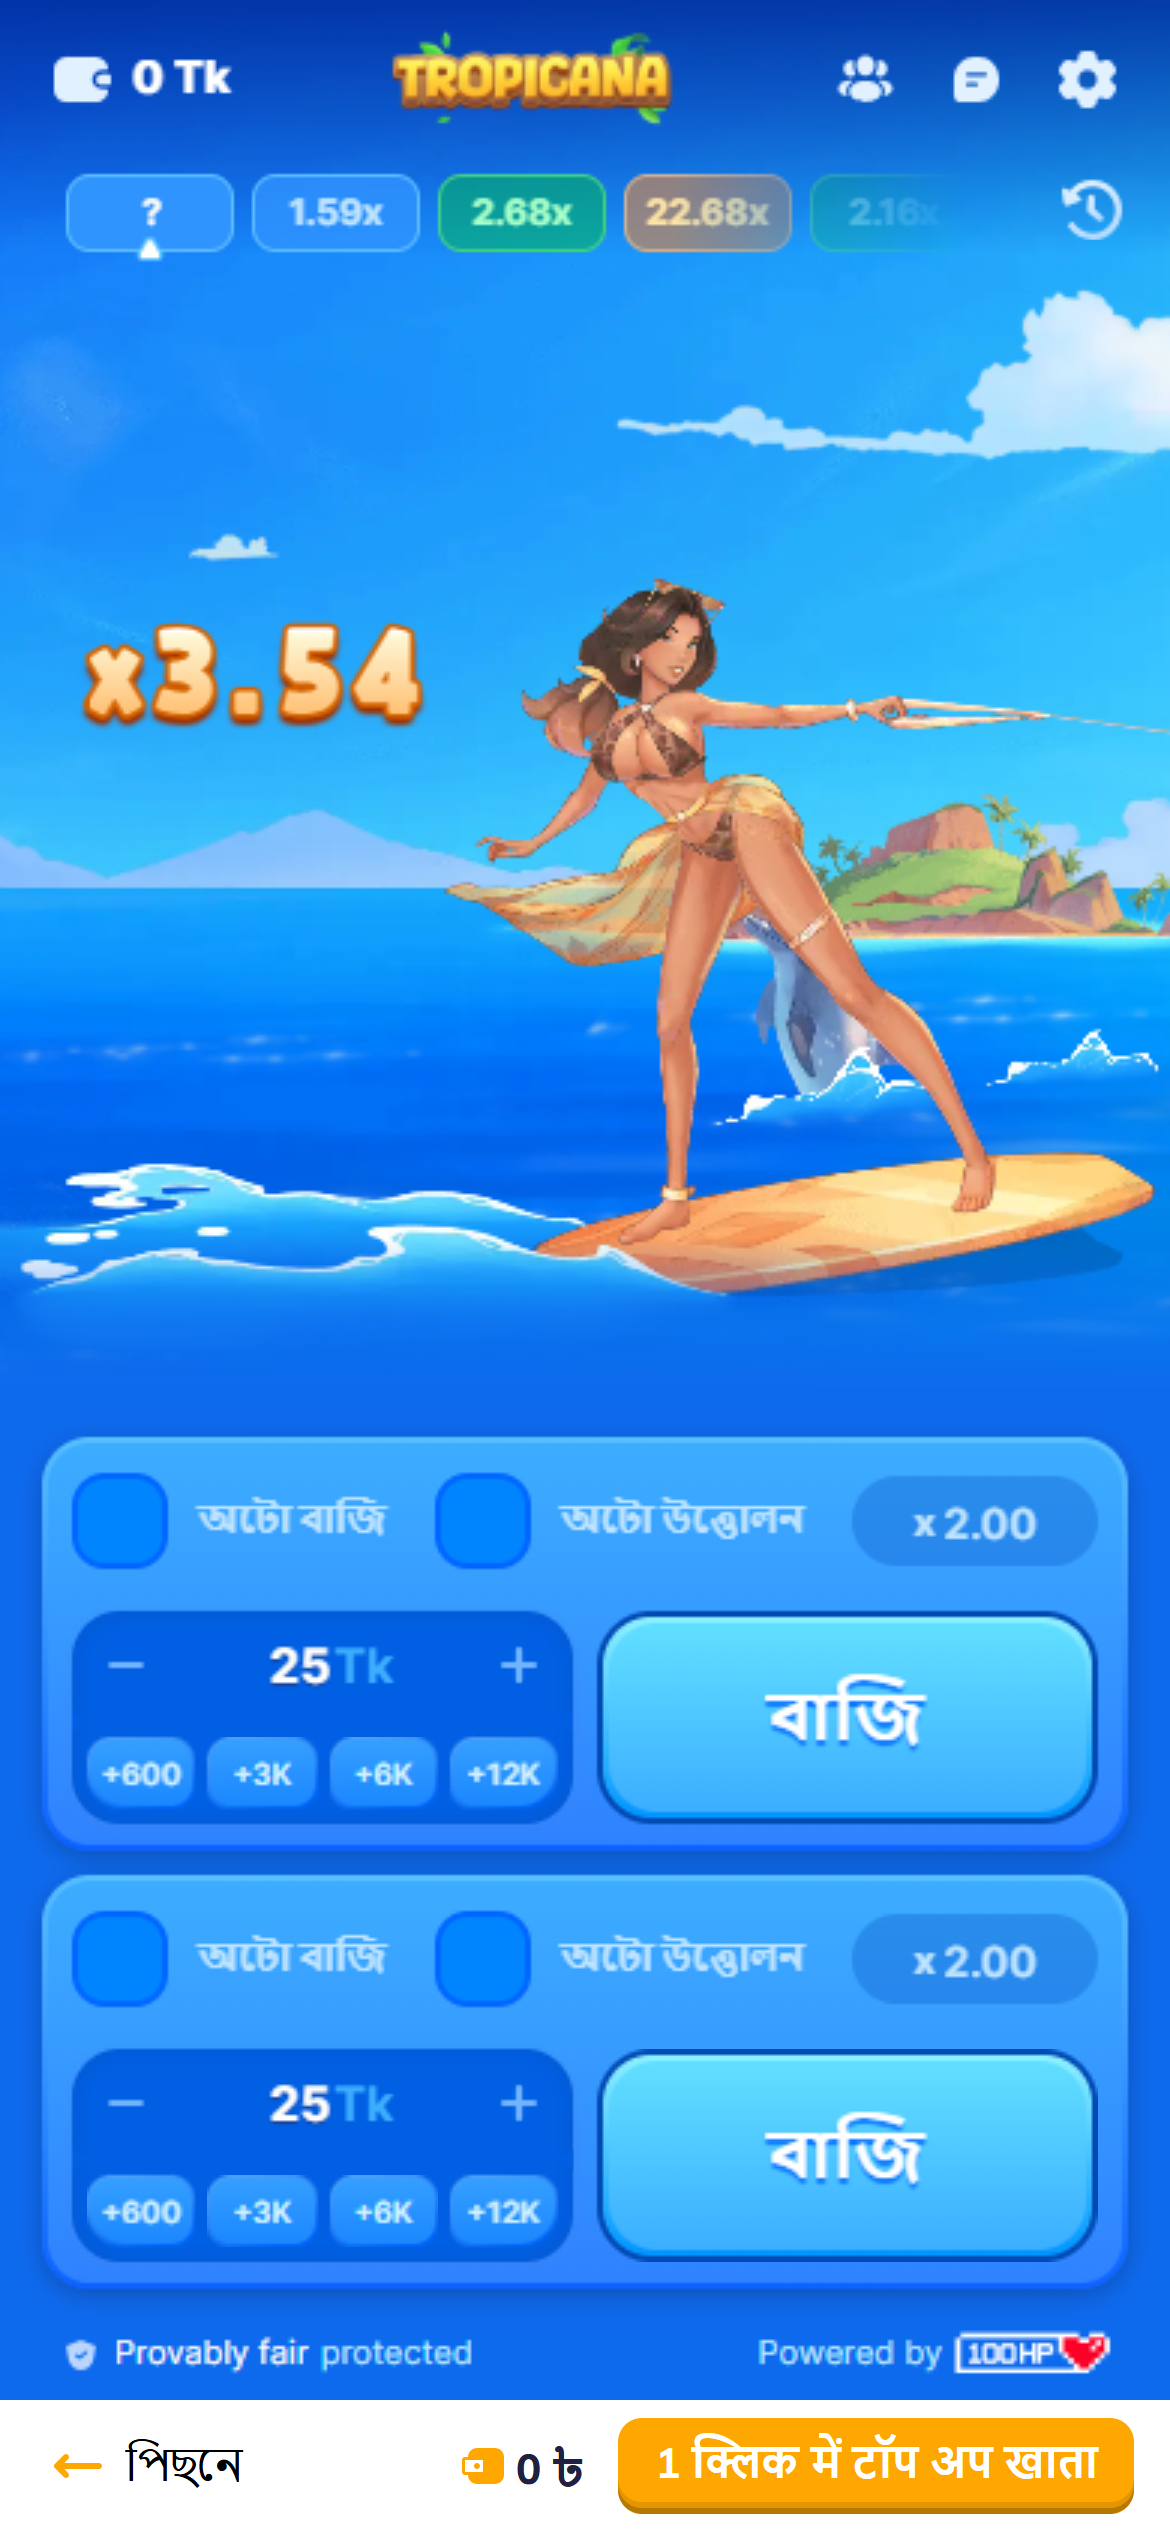 0 Tk
TROPICANA
? 1.59x 2.68x 22.68x 2.16x
x3.54
অটো বাজি অটো উত্তোলন x 2.00
25 Tk
+600 +3K +6K +12K
বাজি
অটো বাজি অটো উত্তোলন x 2.00
25 Tk
+600 +3K +6K +12K
বাজি
Provably fair protected Powered by 100HP
পিছনে 0 ৳ 1 क्लिक में टॉप अप खाता